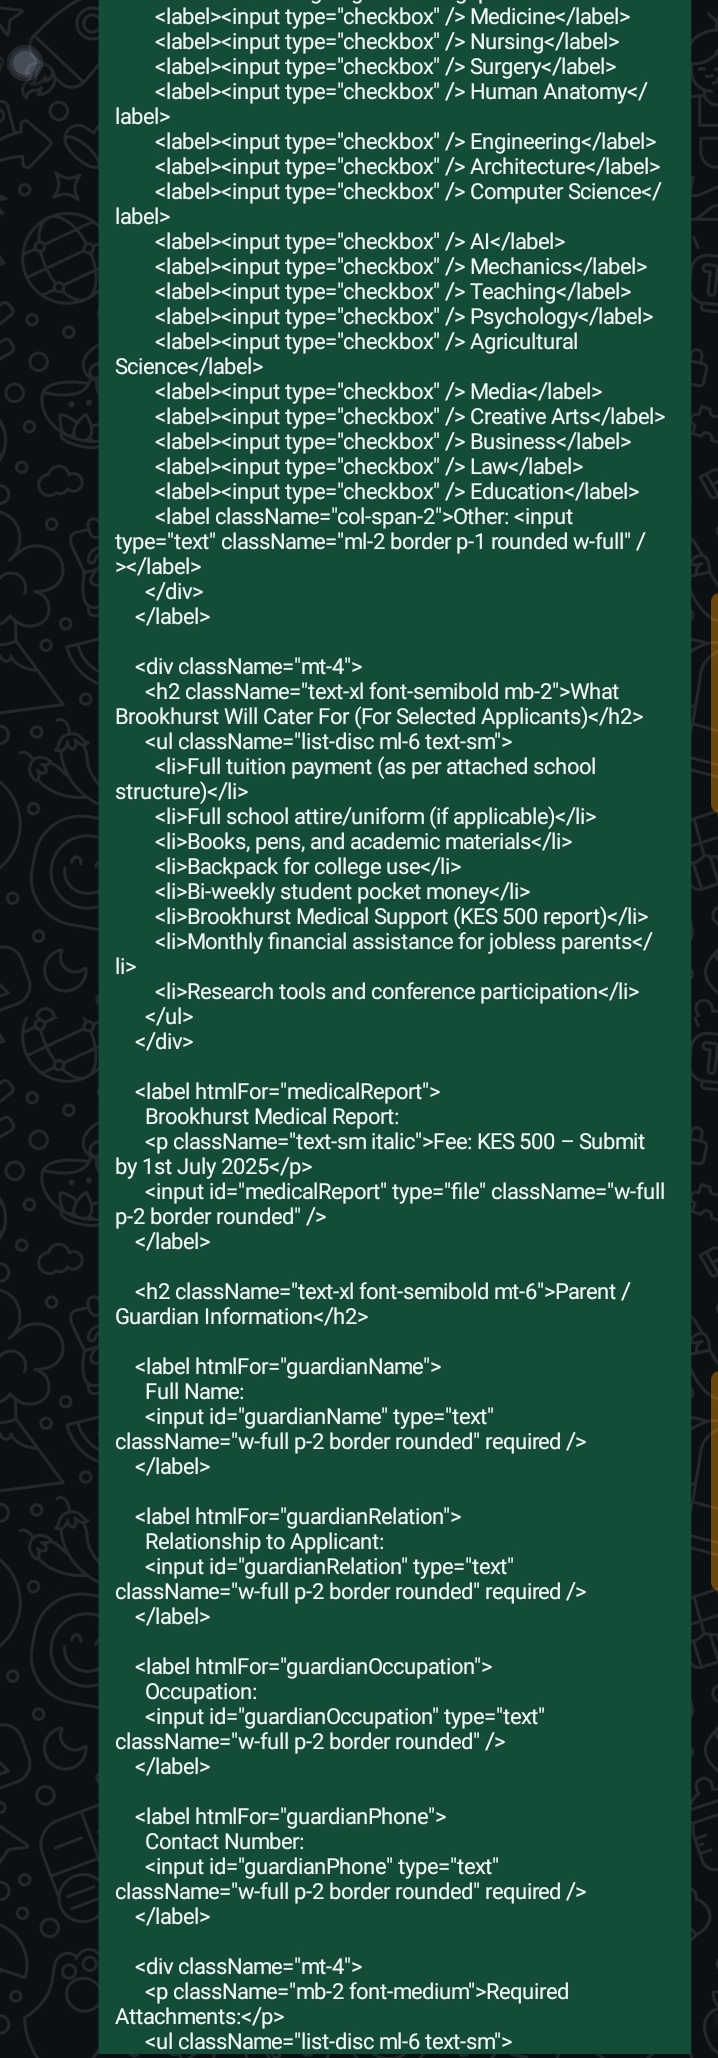 <label><input type="checkbox" /> Medicine</label>
<label><input type="checkbox" /> Nursing</label>
<label><input type="checkbox" /> Surgery</label>
<label><input type="checkbox" /> Human Anatomy</
label>
<label><input type="checkbox" /> Engineering</label>
<label><input type="checkbox" /> Architecture</label>
<label><input type="checkbox" /> Computer Science</
label>
<label><input type="checkbox" /> AI</label>
<label><input type="checkbox" /> Mechanics</label>
<label><input type="checkbox" /> Teaching</label>
<label><input type="checkbox" /> Psychology</label>
<label><input type="checkbox" /> Agricultural
Science</label>
<label><input type="checkbox" /> Media</label>
<label><input type="checkbox" /> Creative Arts</label>
<label><input type="checkbox" /> Business</label>
<label><input type="checkbox" /> Law</label>
<label><input type="checkbox" /> Education</label>
<label className="col-span-2">Other: <input
type="text" className="ml-2 border p-1 rounded w-full" /
></label>
</div>
</label>

<div className="mt-4">
<h2 className="text-xl font-semibold mb-2">What
Brookhurst Will Cater For (For Selected Applicants)</h2>
<ul className="list-disc ml-6 text-sm">
<li>Full tuition payment (as per attached school
structure)</li>
<li>Full school attire/uniform (if applicable)</li>
<li>Books, pens, and academic materials</li>
<li>Backpack for college use</li>
<li>Bi-weekly student pocket money</li>
<li>Brookhurst Medical Support (KES 500 report)</li>
<li>Monthly financial assistance for jobless parents</
li>
<li>Research tools and conference participation</li>
</ul>
</div>

<label htmlFor="medicalReport">
Brookhurst Medical Report:
<p className="text-sm italic">Fee: KES 500 – Submit
by 1st July 2025</p>
<input id="medicalReport" type="file" className="w-full
p-2 border rounded" />
</label>

<h2 className="text-xl font-semibold mt-6">Parent /
Guardian Information</h2>

<label htmlFor="guardianName">
Full Name:
<input id="guardianName" type="text"
className="w-full p-2 border rounded" required />
</label>

<label htmlFor="guardianRelation">
Relationship to Applicant:
<input id="guardianRelation" type="text"
className="w-full p-2 border rounded" required />
</label>

<label htmlFor="guardianOccupation">
Occupation:
<input id="guardianOccupation" type="text"
className="w-full p-2 border rounded" />
</label>

<label htmlFor="guardianPhone">
Contact Number:
<input id="guardianPhone" type="text"
className="w-full p-2 border rounded" required />
</label>

<div className="mt-4">
<p className="mb-2 font-medium">Required
Attachments:</p>
<ul className="list-disc ml-6 text-sm">